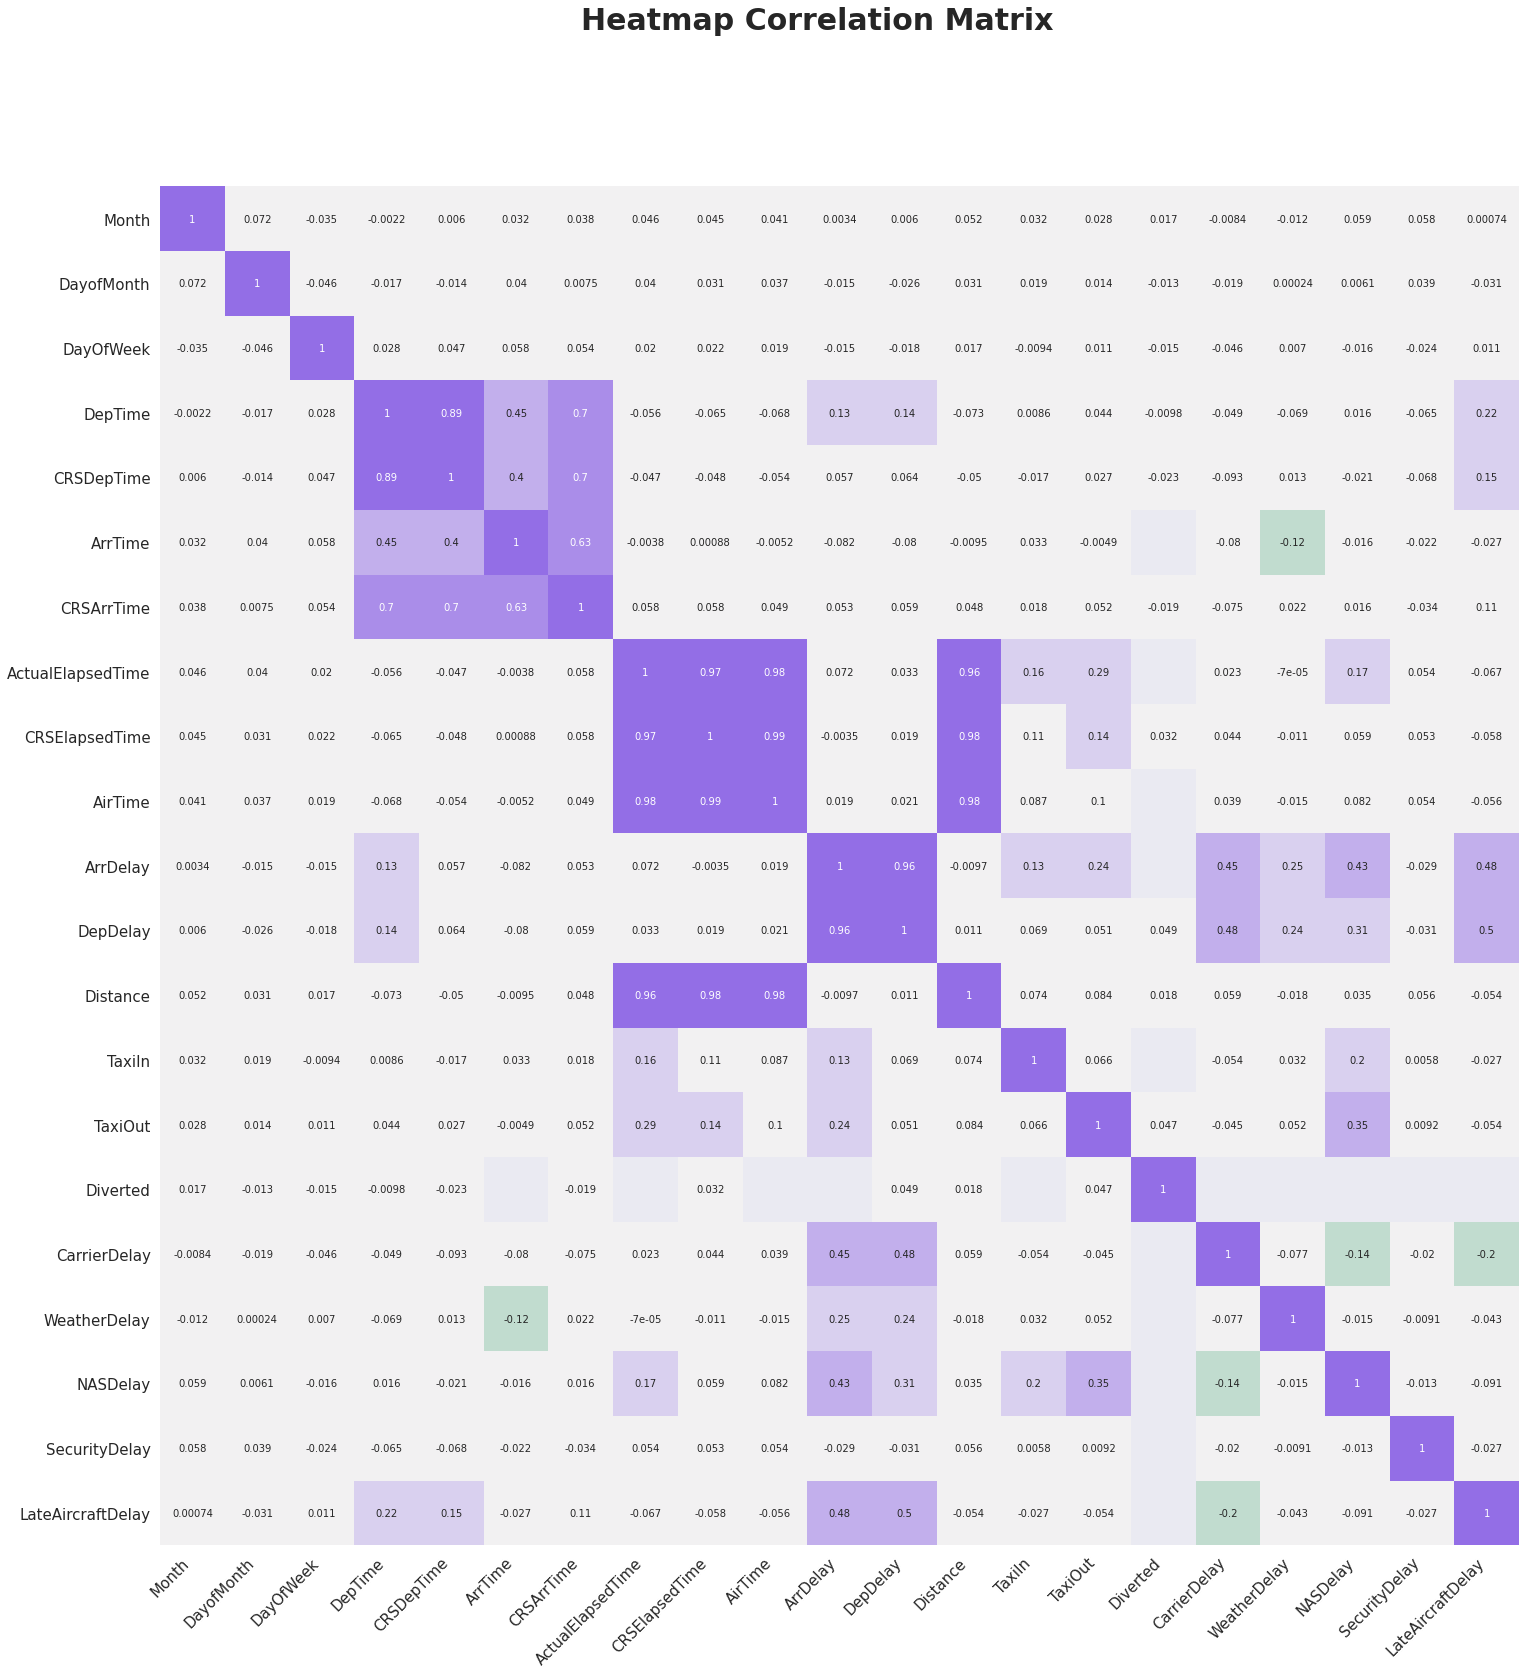 Heatmap Correlation Matrix
Month 1 0.072 -0.035 -0.0022 0.006 0.032 0.038 0.046 0.045 0.041 0.0034 0.006 0.052 0.032 0.028 0.017 -0.0084 -0.012 0.059 0.058 0.00074
DayofMonth 0.072 1 -0.046 -0.017 -0.014 0.04 0.0075 0.04 0.031 0.037 -0.015 -0.026 0.031 0.019 0.014 -0.013 -0.019 0.00024 0.0061 0.039 -0.031
DayOfWeek -0.035 -0.046 1 0.028 0.047 0.058 0.054 0.02 0.022 0.019 -0.015 -0.018 0.017 -0.0094 0.011 -0.015 -0.046 0.007 -0.016 -0.024 0.011
DepTime -0.0022 -0.017 0.028 1 0.89 0.45 0.7 -0.056 -0.065 -0.068 0.13 0.14 -0.073 0.0086 0.044 -0.0098 -0.049 -0.069 0.016 -0.065 0.22
CRSDepTime 0.006 -0.014 0.047 0.89 1 0.4 0.7 -0.047 -0.048 -0.054 0.057 0.064 -0.05 -0.017 0.027 -0.023 -0.093 0.013 -0.021 -0.068 0.15
ArrTime 0.032 0.04 0.058 0.45 0.4 1 0.63 -0.0038 0.00088 -0.0052 -0.082 -0.08 -0.0095 0.033 -0.0049 -0.08 -0.12 -0.016 -0.022 -0.027
CRSArrTime 0.038 0.0075 0.054 0.7 0.7 0.63 1 0.058 0.058 0.049 0.053 0.059 0.048 0.018 0.052 -0.019 -0.075 0.022 0.016 -0.034 0.11
ActualElapsedTime 0.046 0.04 0.02 -0.056 -0.047 -0.0038 0.058 1 0.97 0.98 0.072 0.033 0.96 0.16 0.29 0.023 -7e-05 0.17 0.054 -0.067
CRSElapsedTime 0.045 0.031 0.022 -0.065 -0.048 0.00088 0.058 0.97 1 0.99 -0.0035 0.019 0.98 0.11 0.14 0.032 0.044 -0.011 0.059 0.053 -0.058
AirTime 0.041 0.037 0.019 -0.068 -0.054 -0.0052 0.049 0.98 0.99 1 0.019 0.021 0.98 0.087 0.1 0.039 -0.015 0.082 0.054 -0.056
ArrDelay 0.0034 -0.015 -0.015 0.13 0.057 -0.082 0.053 0.072 -0.0035 0.019 1 0.96 -0.0097 0.13 0.24 0.45 0.25 0.43 -0.029 0.48
DepDelay 0.006 -0.026 -0.018 0.14 0.064 -0.08 0.059 0.033 0.019 0.021 0.96 1 0.011 0.069 0.051 0.049 0.48 0.24 0.31 -0.031 0.5
Distance 0.052 0.031 0.017 -0.073 -0.05 -0.0095 0.048 0.96 0.98 0.98 -0.0097 0.011 1 0.074 0.084 0.018 0.059 -0.018 0.035 0.056 -0.054
TaxiIn 0.032 0.019 -0.0094 0.0086 -0.017 0.033 0.018 0.16 0.11 0.087 0.13 0.069 0.074 1 0.066 -0.054 0.032 0.2 0.0058 -0.027
TaxiOut 0.028 0.014 0.011 0.044 0.027 -0.0049 0.052 0.29 0.14 0.1 0.24 0.051 0.084 0.066 1 0.047 -0.045 0.052 0.35 0.0092 -0.054
Diverted 0.017 -0.013 -0.015 -0.0098 -0.023 -0.019 0.032 0.049 0.018 0.047 1
CarrierDelay -0.0084 -0.019 -0.046 -0.049 -0.093 -0.08 -0.075 0.023 0.044 0.039 0.45 0.48 0.059 -0.054 -0.045 1 -0.077 -0.14 -0.02 -0.2
WeatherDelay -0.012 0.00024 0.007 -0.069 0.013 -0.12 0.022 -7e-05 -0.011 -0.015 0.25 0.24 -0.018 0.032 0.052 -0.077 1 -0.015 -0.0091 -0.043
NASDelay 0.059 0.0061 -0.016 0.016 -0.021 -0.016 0.016 0.17 0.059 0.082 0.43 0.31 0.035 0.2 0.35 -0.14 -0.015 1 -0.013 -0.091
SecurityDelay 0.058 0.039 -0.024 -0.065 -0.068 -0.022 -0.034 0.054 0.053 0.054 -0.029 -0.031 0.056 0.0058 0.0092 -0.02 -0.0091 -0.013 1 -0.027
LateAircraftDelay 0.00074 -0.031 0.011 0.22 0.15 -0.027 0.11 -0.067 -0.058 -0.056 0.48 0.5 -0.054 -0.027 -0.054 -0.2 -0.043 -0.091 -0.027 1
Month DayofMonth DayOfWeek DepTime CRSDepTime ArrTime CRSArrTime ActualElapsedTime CRSElapsedTime AirTime ArrDelay DepDelay Distance TaxiIn TaxiOut Diverted CarrierDelay WeatherDelay NASDelay SecurityDelay LateAircraftDelay